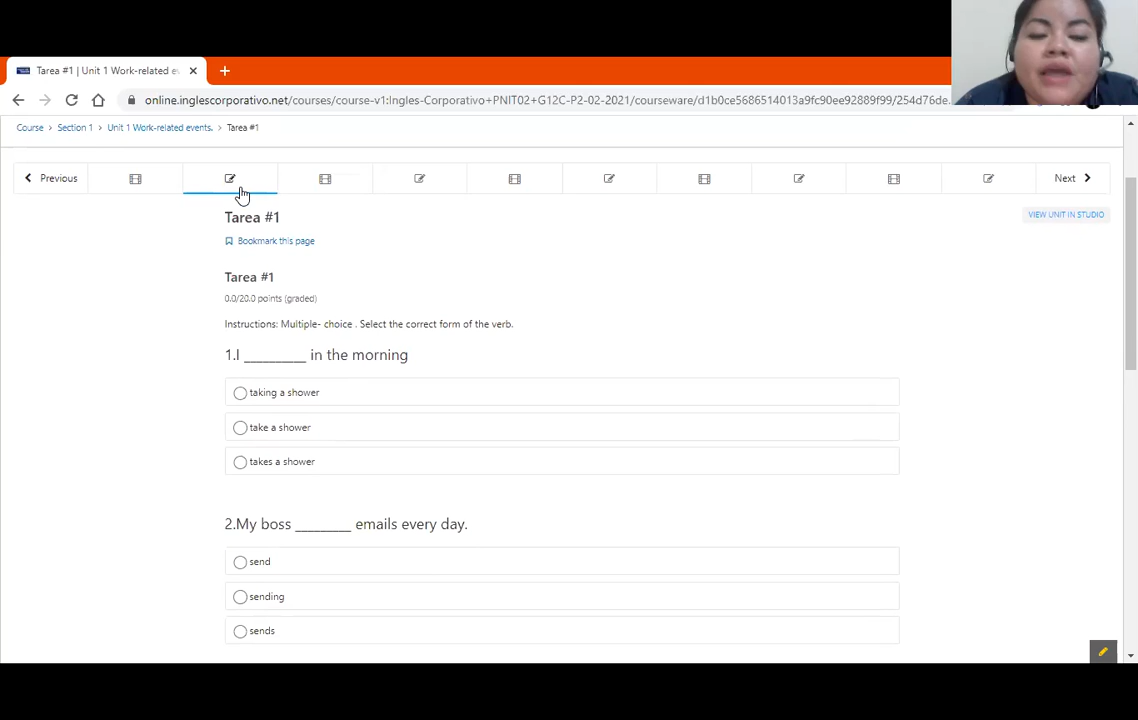 Tarea #1 | Unit 1 Work-related ev
online.inglescorporativo.net/courses/course-v1:Ingles-Corporativo+PNIT02+G12C-P2-02-2021/courseware/d1b0ce5686514013a9fc90ee92889f99/254d76de...
Course > Section 1 > Unit 1 Work-related events. > Tarea #1
Previous
Next
Tarea #1
VIEW UNIT IN STUDIO
Bookmark this page
Tarea #1
0.0/20.0 points (graded)
Instructions: Multiple- choice . Select the correct form of the verb.
1.I _________ in the morning
taking a shower
take a shower
takes a shower
2.My boss ________ emails every day.
send
sending
sends